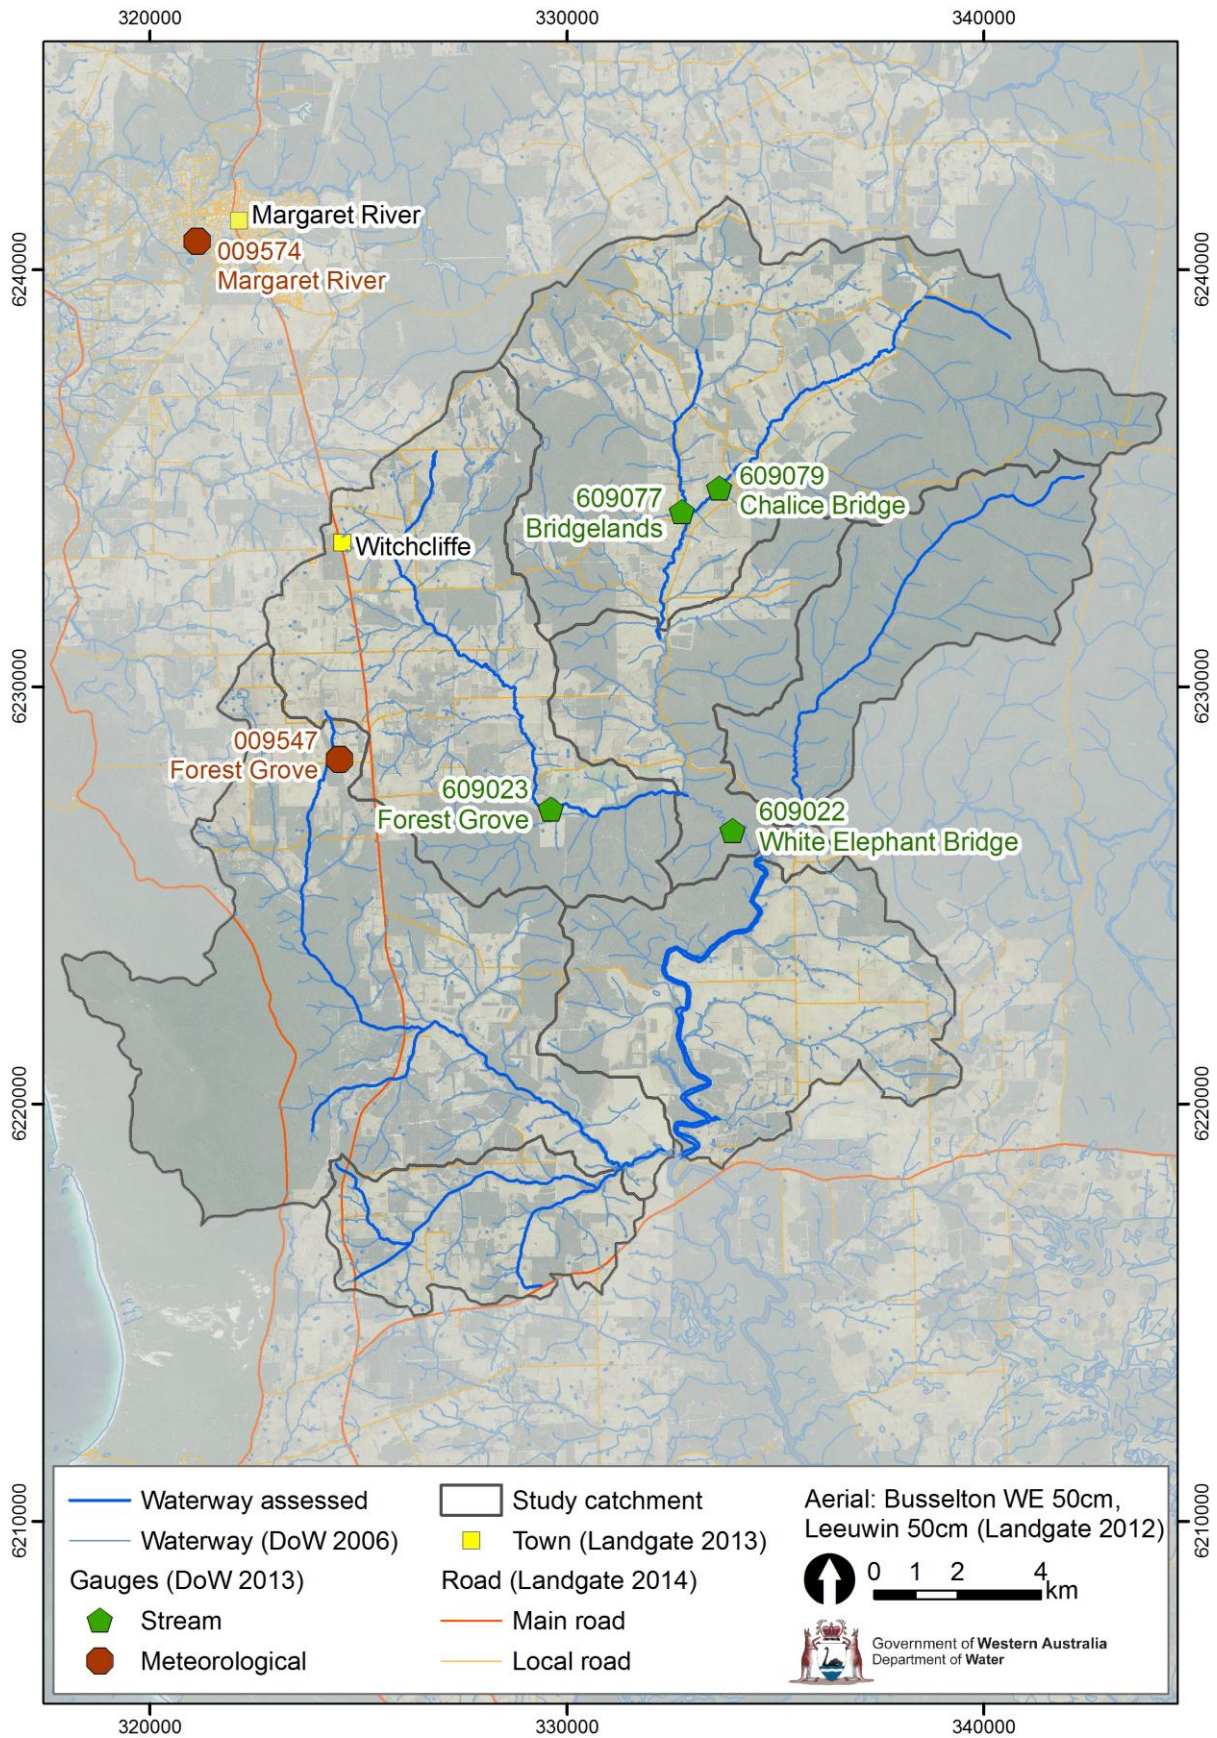 320000
330000
340000
Margaret River
009574
Margaret River
6240000
6240000
609079
Chalice Bridge
609077
Bridgelands
Witchcliffe
6230000
6230000
009547
Forest Grove
609023
Forest Grove
609022
White Elephant Bridge
6220000
6220000
Waterway assessed
Waterway (DoW 2006)
Gauges (DoW 2013)
Stream
Meteorological
Study catchment
Town (Landgate 2013)
Road (Landgate 2014)
Main road
Local road
Aerial: Busselton WE 50cm,
Leeuwin 50cm (Landgate 2012)
0 1 2 4
km
Government of Western Australia
Department of Water
6210000
6210000
320000
330000
340000